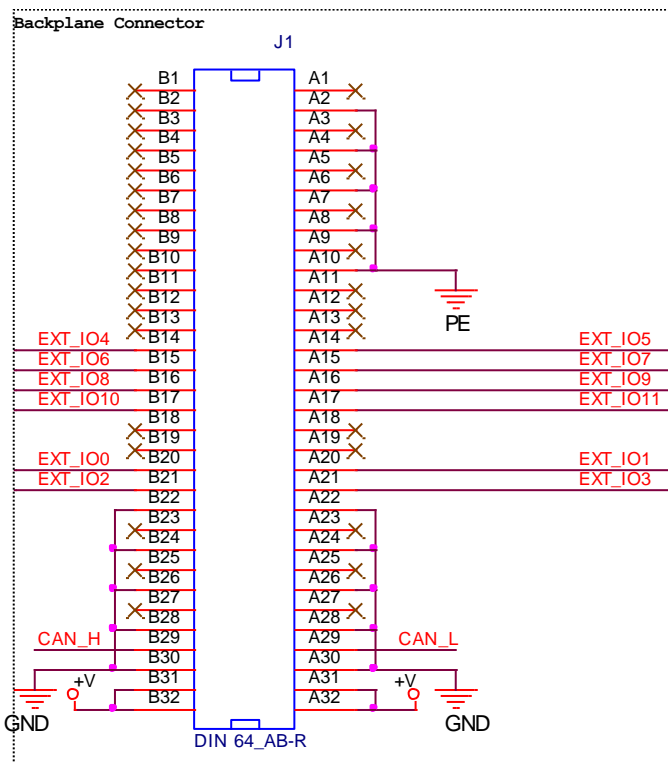 Backplane Connector
J1
B1 A1
B2 A2
B3 A3
B4 A4
B5 A5
B6 A6
B7 A7
B8 A8
B9 A9
B10 A10
B11 A11
B12 A12
B13 A13
PE
EXT_IO4 B14 A14 EXT_IO5
EXT_IO6 B15 A15 EXT_IO7
EXT_IO8 B16 A16 EXT_IO9
EXT_IO10 B17 A17 EXT_IO11
B18 A18
B19 A19
EXT_IO0 B20 A20 EXT_IO1
EXT_IO2 B21 A21 EXT_IO3
B22 A22
B23 A23
B24 A24
B25 A25
B26 A26
B27 A27
B28 A28
CAN_H B29 A29 CAN_L
B30 A30
+V B31 A31 +V
B32 A32
GND GND
DIN 64_AB-R